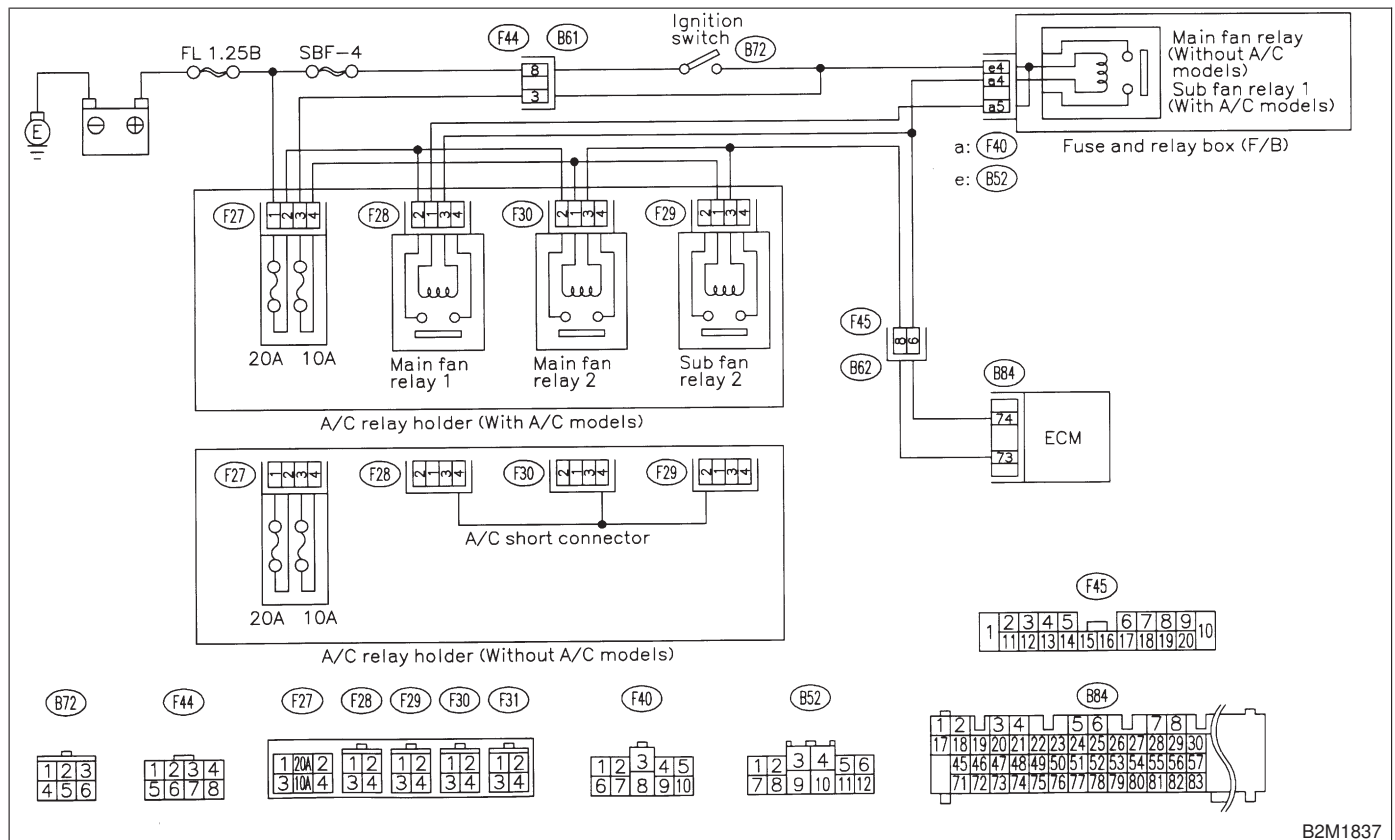 Ignition
switch
F44 B61 B72
FL 1.25B SBF-4
8
3
E
⊖ ⊕
e4
a4
a5
Main fan relay
(Without A/C
models)
Sub fan relay 1
(With A/C models)
a: F40
e: B52
Fuse and relay box (F/B)
F27 1 2 3 4
F28 2 1 3 4
F30 2 1 3 4
F29 2 1 3 4
20A 10A
Main fan
relay 1
Main fan
relay 2
Sub fan
relay 2
A/C relay holder (With A/C models)
F45
8 6
B62
B84
74
73
ECM
F27 1 2 3 4
F28 2 1 3 4
F30 2 1 3 4
F29 2 1 3 4
A/C short connector
20A 10A
A/C relay holder (Without A/C models)
F45
1 2 3 4 5 6 7 8 9 10
11 12 13 14 15 16 17 18 19 20
B72
1 2 3
4 5 6
F44
1 2 3 4
5 6 7 8
F27 F28 F29 F30 F31
1 20A 2 1 2 1 2 1 2 1 2
3 10A 4 3 4 3 4 3 4 3 4
F40
1 2 3 4 5
6 7 8 9 10
B52
1 2 3 4 5 6
7 8 9 10 11 12
B84
1 2 3 4 5 6 7 8
17 18 19 20 21 22 23 24 25 26 27 28 29 30
45 46 47 48 49 50 51 52 53 54 55 56 57
71 72 73 74 75 76 77 78 79 80 81 82 83
B2M1837